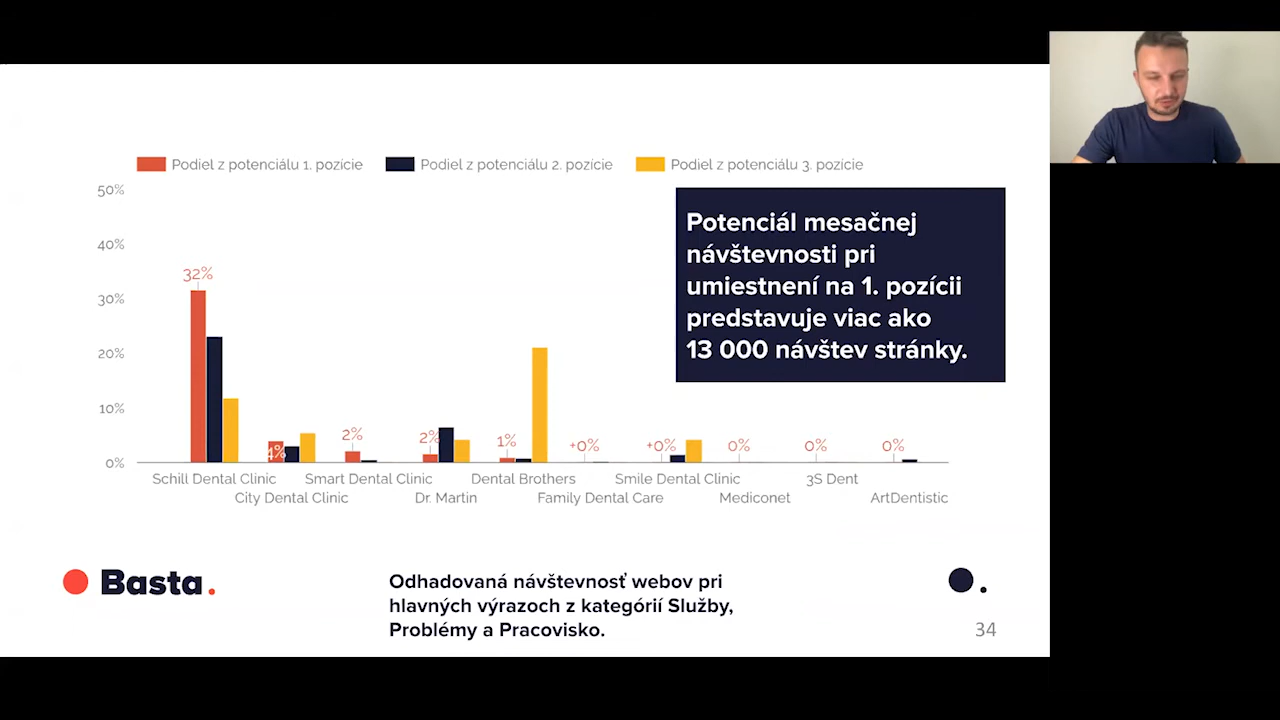 Podiel z potenciálu 1. pozície
Podiel z potenciálu 2. pozície
Podiel z potenciálu 3. pozície
50%
40%
30%
20%
10%
0%
32%
4%
2%
2%
1%
+0%
+0%
0%
0%
0%
Schill Dental Clinic
City Dental Clinic
Smart Dental Clinic
Dr. Martin
Dental Brothers
Family Dental Care
Smile Dental Clinic
Mediconet
3S Dent
ArtDentistic
Potenciál mesačnej
návštevnosti pri
umiestnení na 1. pozícii
predstavuje viac ako
13 000 návštev stránky.
Basta.
Odhadovaná návštevnosť webov pri
hlavných výrazoch z kategórií Služby,
Problémy a Pracovisko.
34